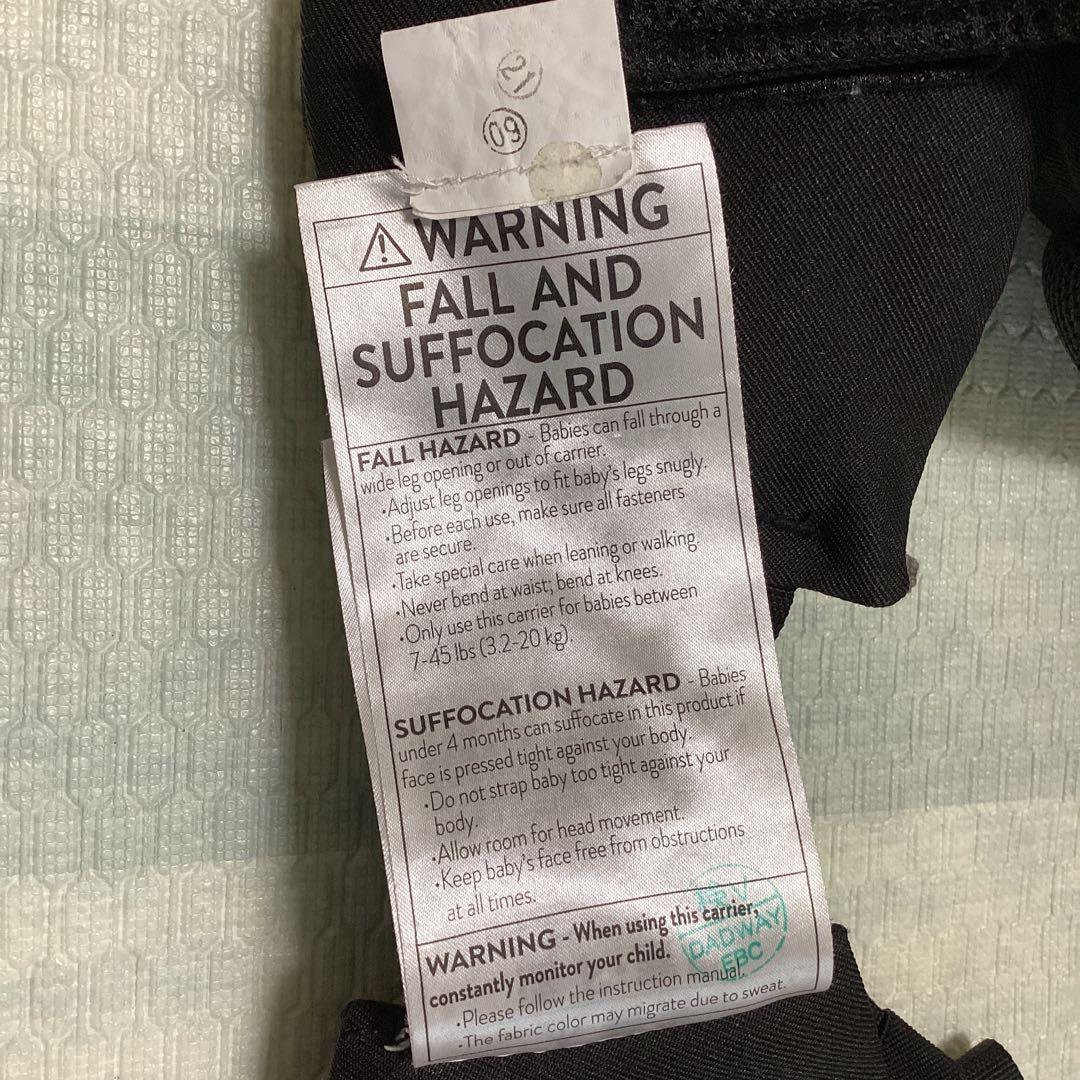 21
09
WARNING
FALL AND
SUFFOCATION
HAZARD
FALL HAZARD - Babies can fall through a
wide leg opening or out of carrier.
•Adjust leg openings to fit baby's legs snugly.
•Before each use, make sure all fasteners
are secure.
•Take special care when leaning or walking.
•Never bend at waist; bend at knees.
•Only use this carrier for babies between
7-45 lbs (3.2-20 kg).
SUFFOCATION HAZARD - Babies
under 4 months can suffocate in this product if
face is pressed tight against your body.
•Do not strap baby too tight against your
body.
•Allow room for head movement.
•Keep baby's face free from obstructions
at all times.
WARNING - When using this carrier,
constantly monitor your child.
•Please follow the instruction manual.
•The fabric color may migrate due to sweat.
DADWAY
EBC